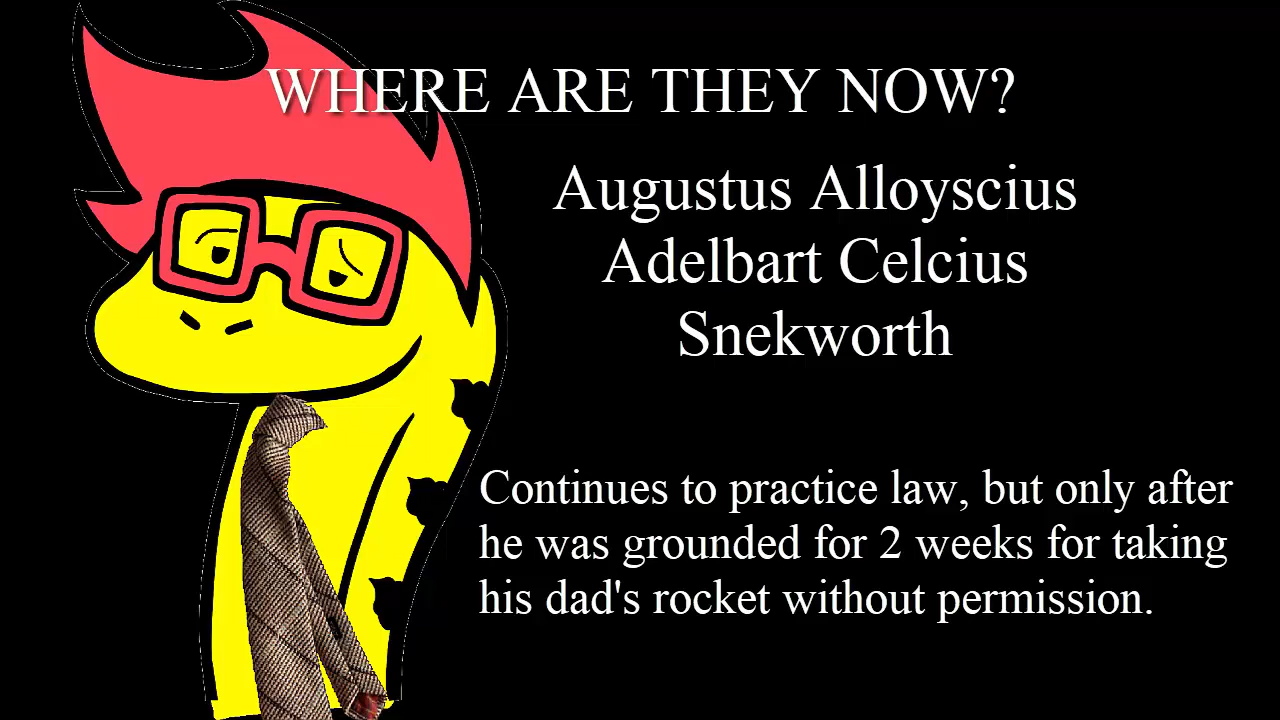 WHERE ARE THEY NOW?
Augustus Alloyscius
Adelbart Celcius
Snekworth
Continues to practice law, but only after
he was grounded for 2 weeks for taking
his dad's rocket without permission.